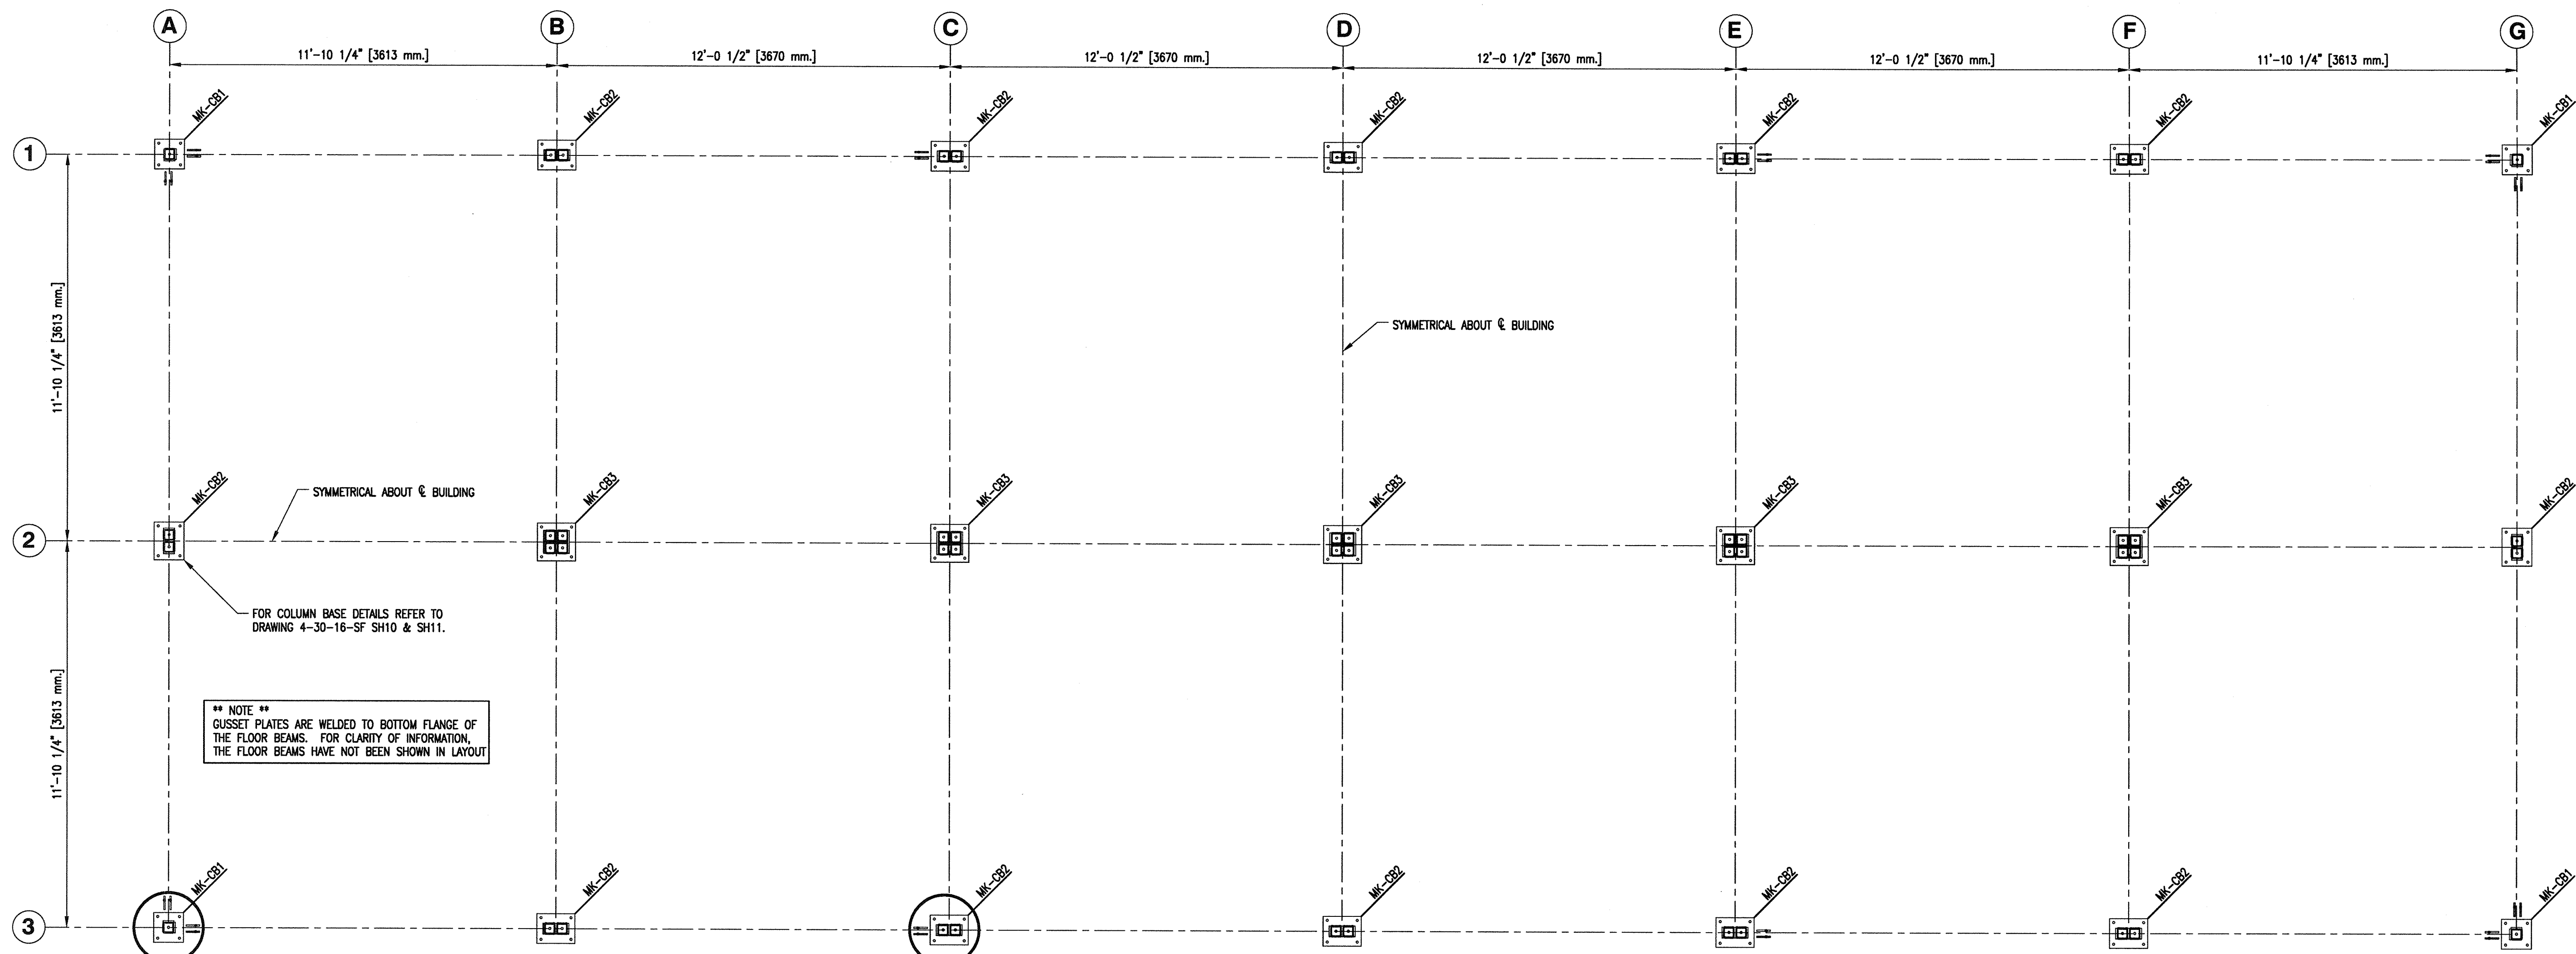 A B C D E F G
11'-10 1/4" [3613 mm.] 12'-0 1/2" [3670 mm.] 12'-0 1/2" [3670 mm.] 12'-0 1/2" [3670 mm.] 12'-0 1/2" [3670 mm.] 11'-10 1/4" [3613 mm.]
MK-CB1 MK-CB2 MK-CB2 MK-CB2 MK-CB2 MK-CB2 MK-CB1
1
11'-10 1/4" [3613 mm.]
SYMMETRICAL ABOUT ℄ BUILDING
MK-CB2 MK-CB3 MK-CB3 MK-CB3 MK-CB3 MK-CB3 MK-CB2
SYMMETRICAL ABOUT ℄ BUILDING
2
FOR COLUMN BASE DETAILS REFER TO
DRAWING 4-30-16-SF SH10 & SH11.
11'-10 1/4" [3613 mm.]
** NOTE **
GUSSET PLATES ARE WELDED TO BOTTOM FLANGE OF
THE FLOOR BEAMS. FOR CLARITY OF INFORMATION,
THE FLOOR BEAMS HAVE NOT BEEN SHOWN IN LAYOUT
MK-CB1 MK-CB2 MK-CB2 MK-CB2 MK-CB2 MK-CB2 MK-CB1
3